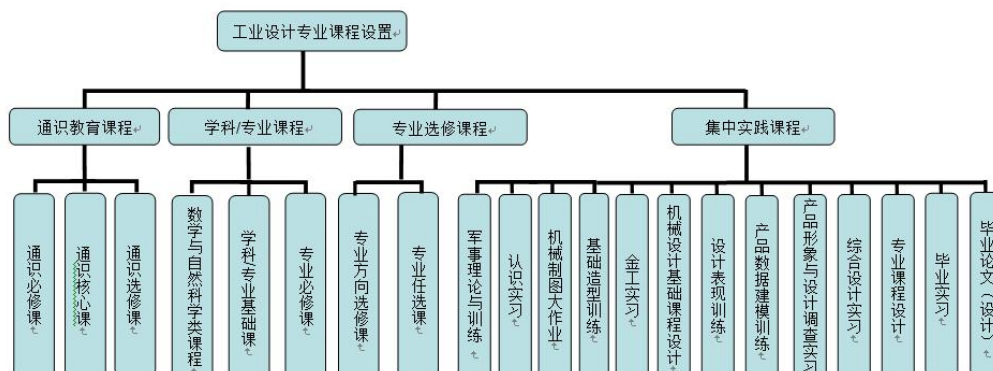 工业设计专业课程设置
通识教育课程
学科/专业课程
专业选修课程
集中实践课程
通识必修课
通识核心课
通识选修课
数学与自然科学类课程
学科/专业基础课
专业必修课
专业方向选修课
专业任选课
军事理论与训练
认识实习
机械制图大作业
基础造型训练
金工实习
机械设计基础课程设计
设计表现训练
产品数据建模训练
产品形象与设计调查实习
综合设计实习
专业课程设计
毕业实习
毕业论文（设计）